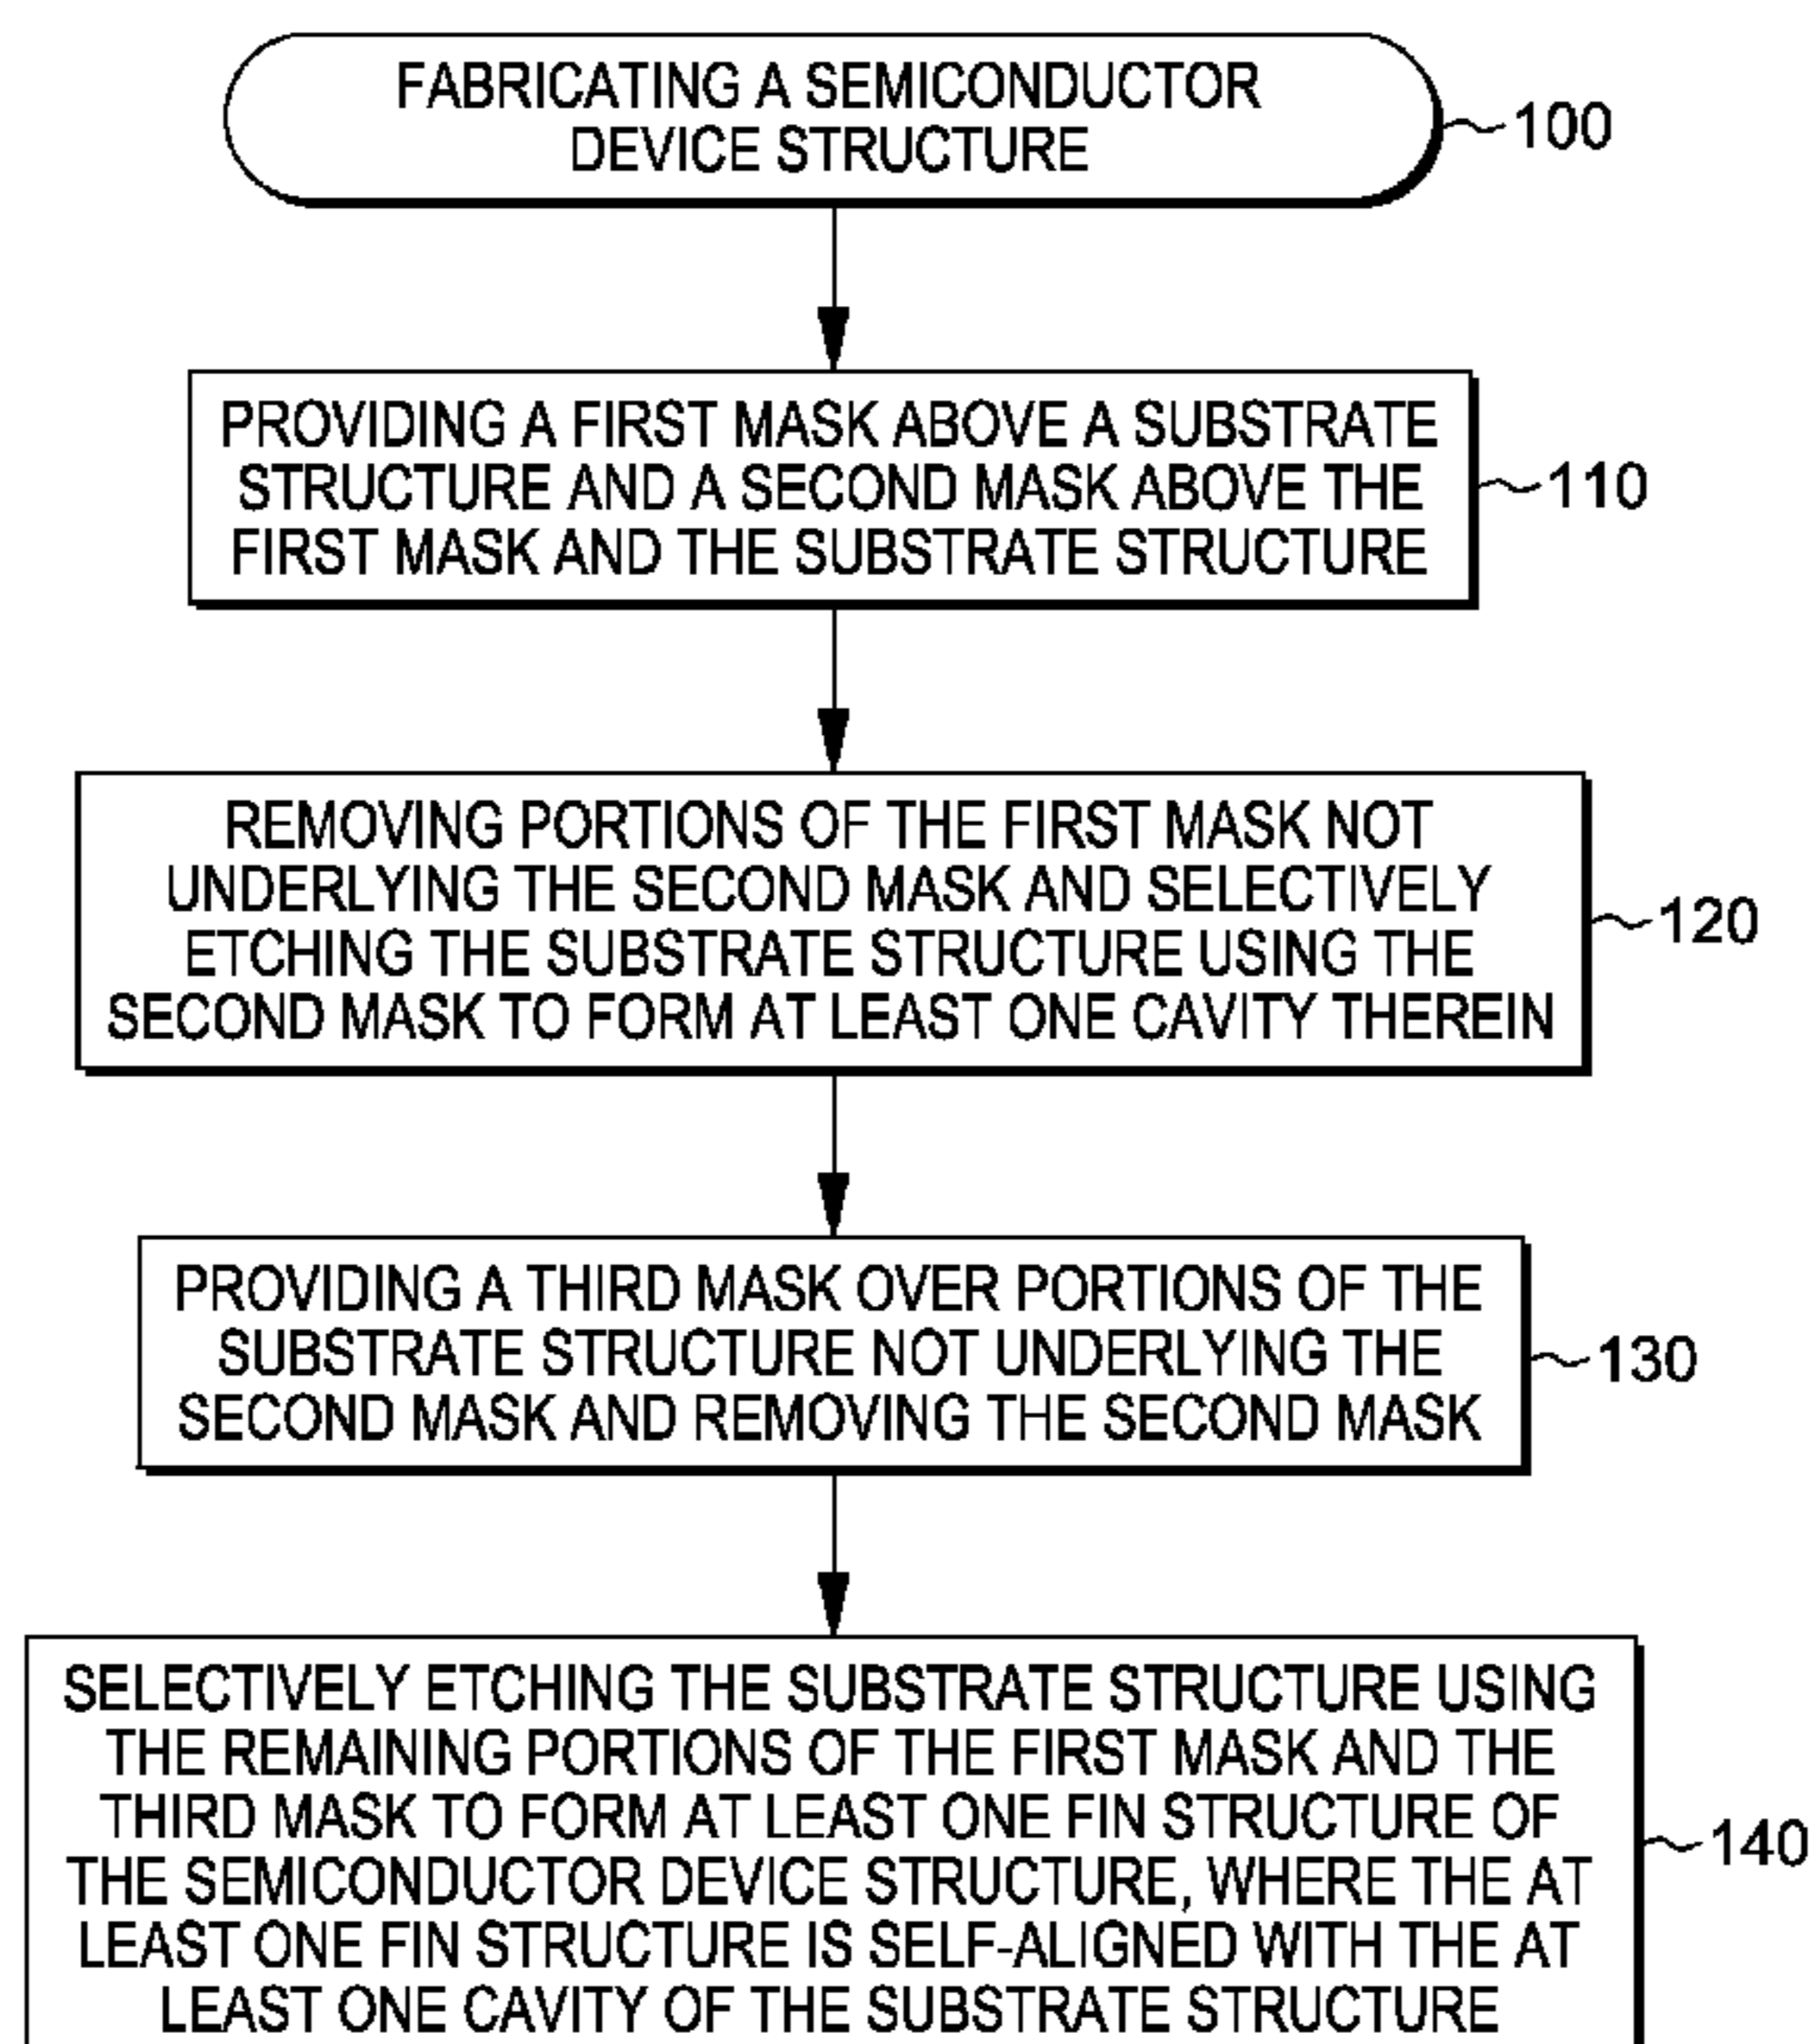 FABRICATING A SEMICONDUCTOR
DEVICE STRUCTURE
100
PROVIDING A FIRST MASK ABOVE A SUBSTRATE
STRUCTURE AND A SECOND MASK ABOVE THE
FIRST MASK AND THE SUBSTRATE STRUCTURE
110
REMOVING PORTIONS OF THE FIRST MASK NOT
UNDERLYING THE SECOND MASK AND SELECTIVELY
ETCHING THE SUBSTRATE STRUCTURE USING THE
SECOND MASK TO FORM AT LEAST ONE CAVITY THEREIN
120
PROVIDING A THIRD MASK OVER PORTIONS OF THE
SUBSTRATE STRUCTURE NOT UNDERLYING THE
SECOND MASK AND REMOVING THE SECOND MASK
130
SELECTIVELY ETCHING THE SUBSTRATE STRUCTURE USING
THE REMAINING PORTIONS OF THE FIRST MASK AND THE
THIRD MASK TO FORM AT LEAST ONE FIN STRUCTURE OF
THE SEMICONDUCTOR DEVICE STRUCTURE, WHERE THE AT
LEAST ONE FIN STRUCTURE IS SELF-ALIGNED WITH THE AT
LEAST ONE CAVITY OF THE SUBSTRATE STRUCTURE
140